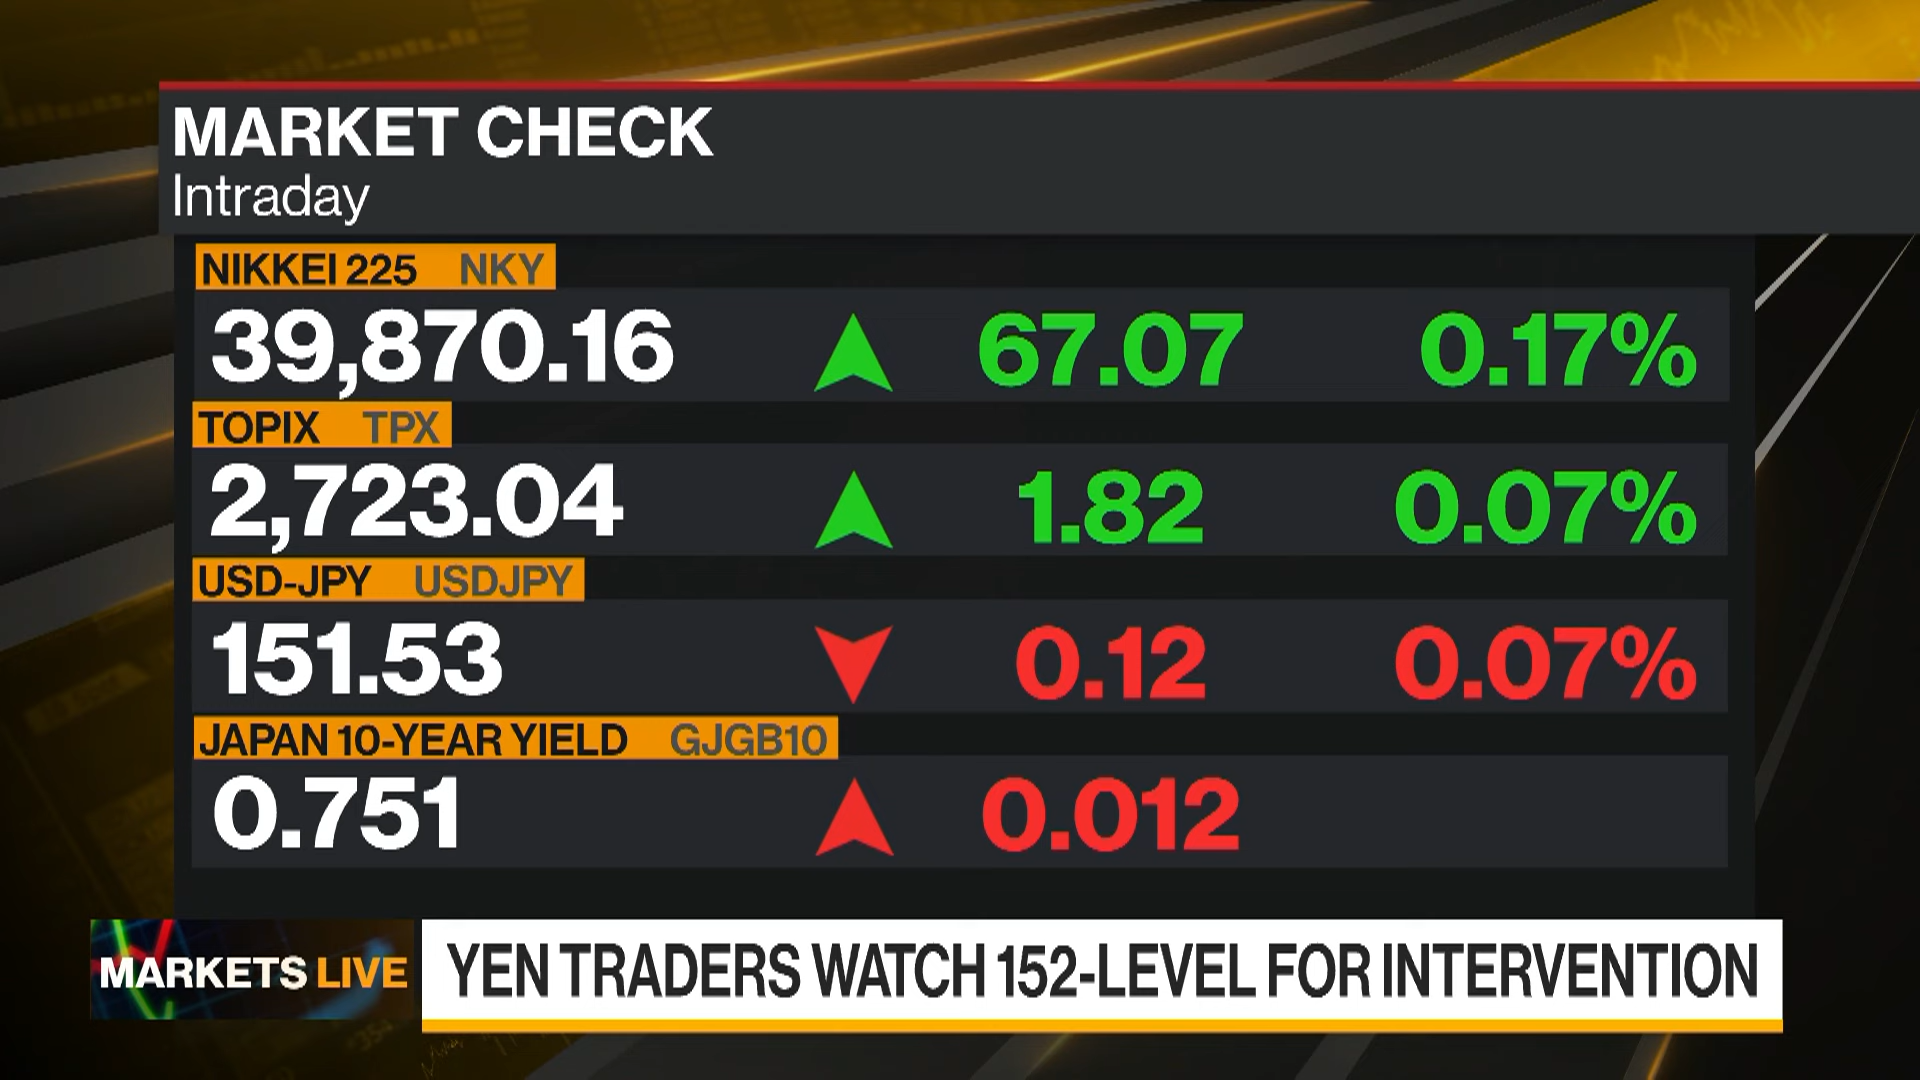 MARKET CHECK
Intraday
NIKKEI 225 NKY
39,870.16 67.07 0.17%
TOPIX TPX
2,723.04 1.82 0.07%
USD-JPY USDJPY
151.53 0.12 0.07%
JAPAN 10-YEAR YIELD GJGB10
0.751 0.012
MARKETS LIVE
YEN TRADERS WATCH 152-LEVEL FOR INTERVENTION